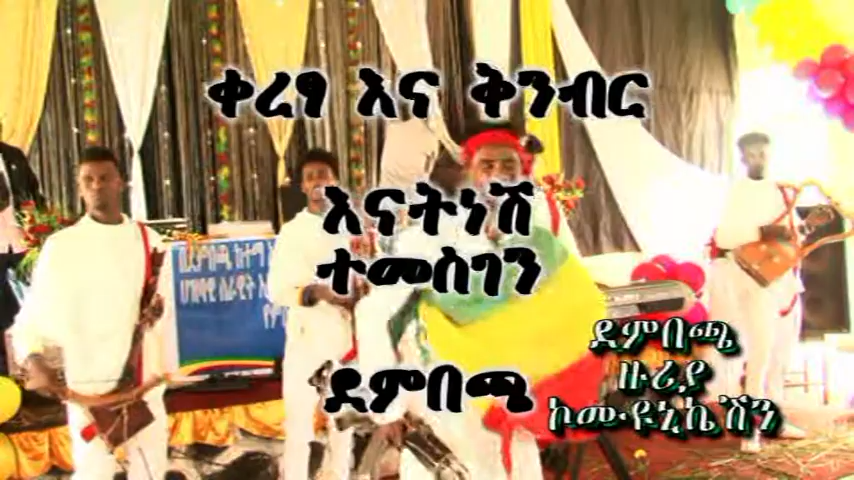 ቀረፃ እና ቅንብር
እናትነሽ
ተመስገን
ደምበጫ
ደምበጫ
ዙሪያ
ኮሙዩኒኬሽን